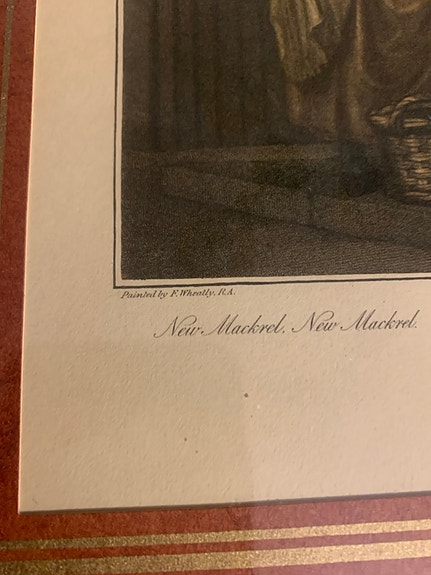 Painted by F. Wheatly, R.A.
New Mackrel, New Mackrel.